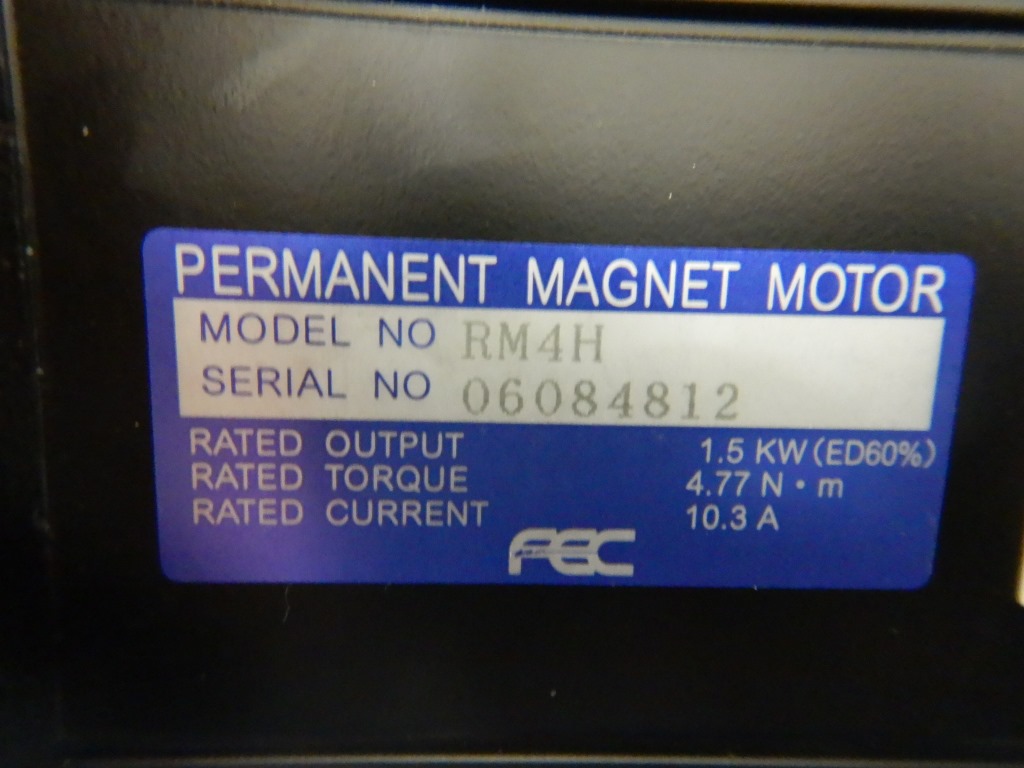 PERMANENT MAGNET MOTOR
MODEL NO RM4H
SERIAL NO 06084812
RATED OUTPUT 1.5 KW (ED60%)
RATED TORQUE 4.77 N・m
RATED CURRENT 10.3 A
FEC